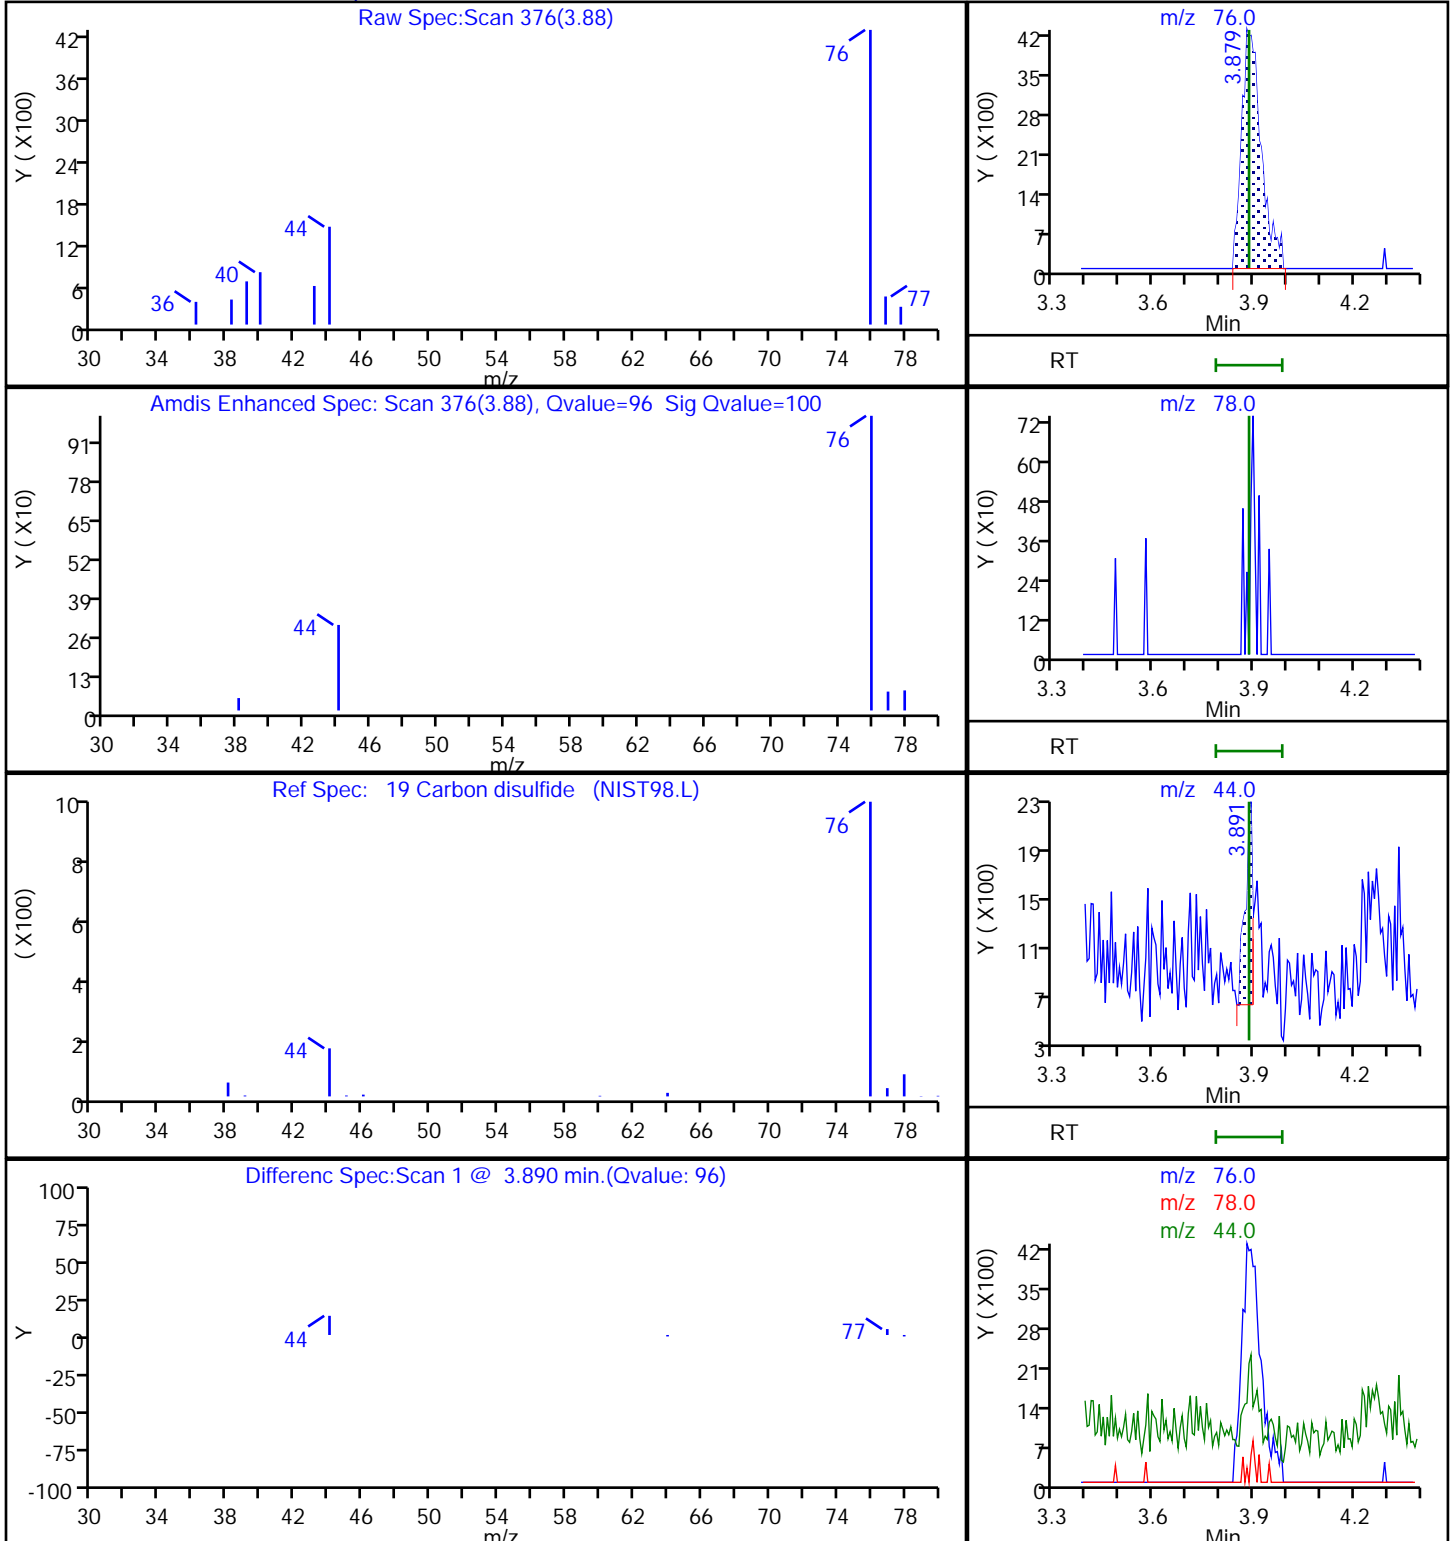 Raw Spec:Scan 376(3.88)
Y ( X100)
42
36
30
24
18
12
6
0
76
44
40
36
77
30 34 38 42 46 50 54 58 62 66 70 74 78
m/z
m/z 76.0
Y ( X100)
42
35
28
21
14
7
0
3.879
3.3 3.6 3.9 4.2
Min
RT
Amdis Enhanced Spec: Scan 376(3.88), Qvalue=96 Sig Qvalue=100
Y ( X10)
91
78
65
52
39
26
13
0
76
44
30 34 38 42 46 50 54 58 62 66 70 74 78
m/z
m/z 78.0
Y ( X10)
72
60
48
36
24
12
0
3.3 3.6 3.9 4.2
Min
RT
Ref Spec: 19 Carbon disulfide (NIST98.L)
( X100)
10
8
6
4
2
0
76
44
30 34 38 42 46 50 54 58 62 66 70 74 78
m/z 44.0
Y ( X100)
23
19
15
11
7
3
3.891
3.3 3.6 3.9 4.2
Min
RT
Differenc Spec:Scan 1 @ 3.890 min.(Qvalue: 96)
Y
100
75
50
25
0
-25
-50
-75
-100
44
77
30 34 38 42 46 50 54 58 62 66 70 74 78
m/z
m/z 76.0
m/z 78.0
m/z 44.0
Y ( X100)
42
35
28
21
14
7
0
3.3 3.6 3.9 4.2
Min